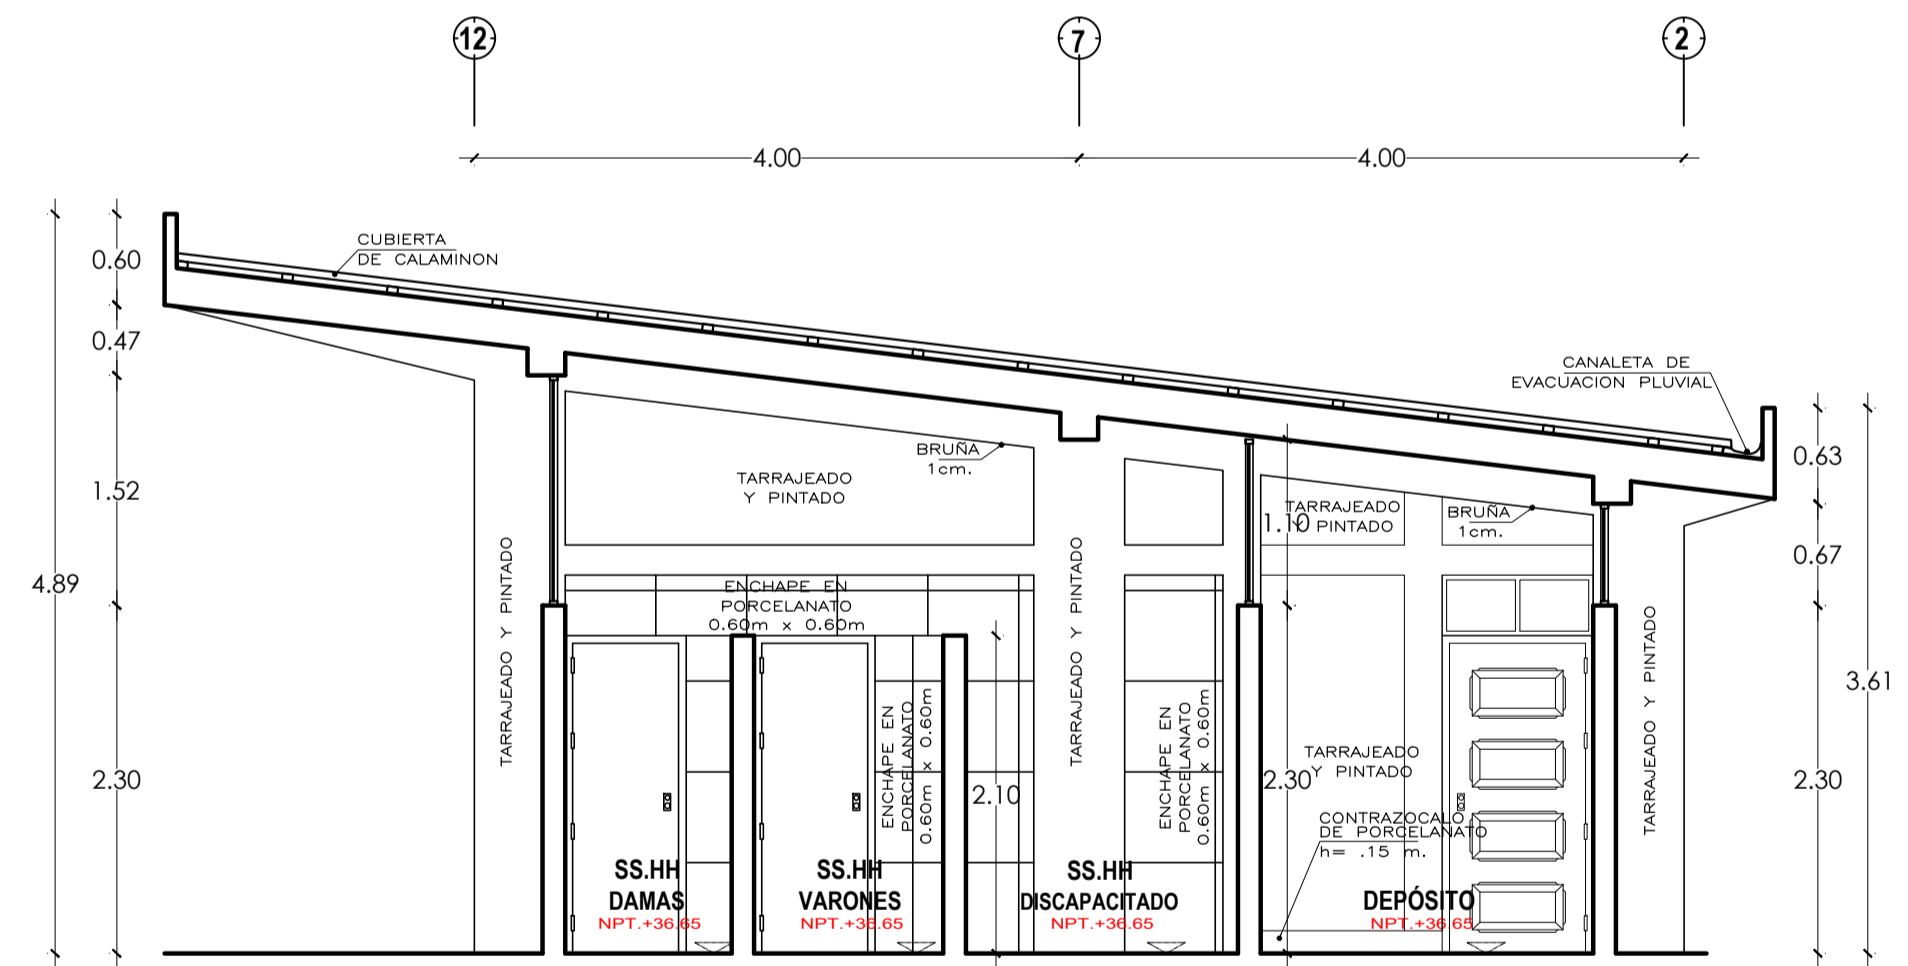 12
7
2
4.00
4.00
CUBIERTA
DE CALAMINON
0.60
0.47
1.52
4.89
2.30
CANALETA DE
EVACUACION PLUVIAL
0.63
0.67
3.61
2.30
BRUÑA
1cm.
TARRAJEADO
Y PINTADO
TARRAJEADO
Y PINTADO
1.10
BRUÑA
1cm.
TARRAJEADO Y PINTADO
ENCHAPE EN
PORCELANATO
0.60m x 0.60m
TARRAJEADO Y PINTADO
TARRAJEADO Y PINTADO
ENCHAPE EN
PORCELANATO
0.60m x 0.60m
2.10
ENCHAPE EN
PORCELANATO
0.60m x 0.60m
2.30
TARRAJEADO
Y PINTADO
CONTRAZOCALO
DE PORCELANATO
h= .15 m.
SS.HH
DAMAS
NPT.+36.65
SS.HH
VARONES
NPT.+36.65
SS.HH
DISCAPACITADO
NPT.+36.65
DEPÓSITO
NPT.+36.65